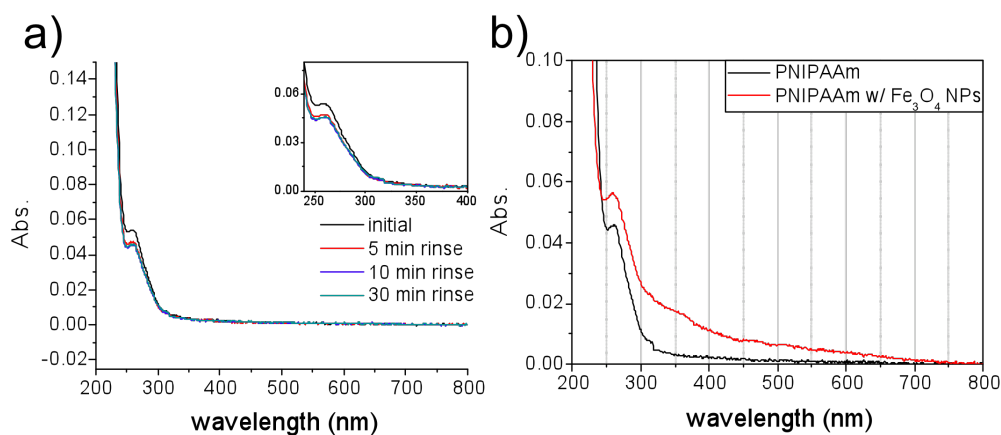 a)
Abs.
0.14
0.12
0.10
0.08
0.06
0.04
0.02
0.00
-0.02
200 300 400 500 600 700 800
wavelength (nm)
0.06
0.03
0.00
250 300 350 400
initial
5 min rinse
10 min rinse
30 min rinse
b)
Abs.
0.10
0.08
0.06
0.04
0.02
0.00
200 300 400 500 600 700 800
wavelength (nm)
PNIPAAm
PNIPAAm w/ Fe₃O₄ NPs